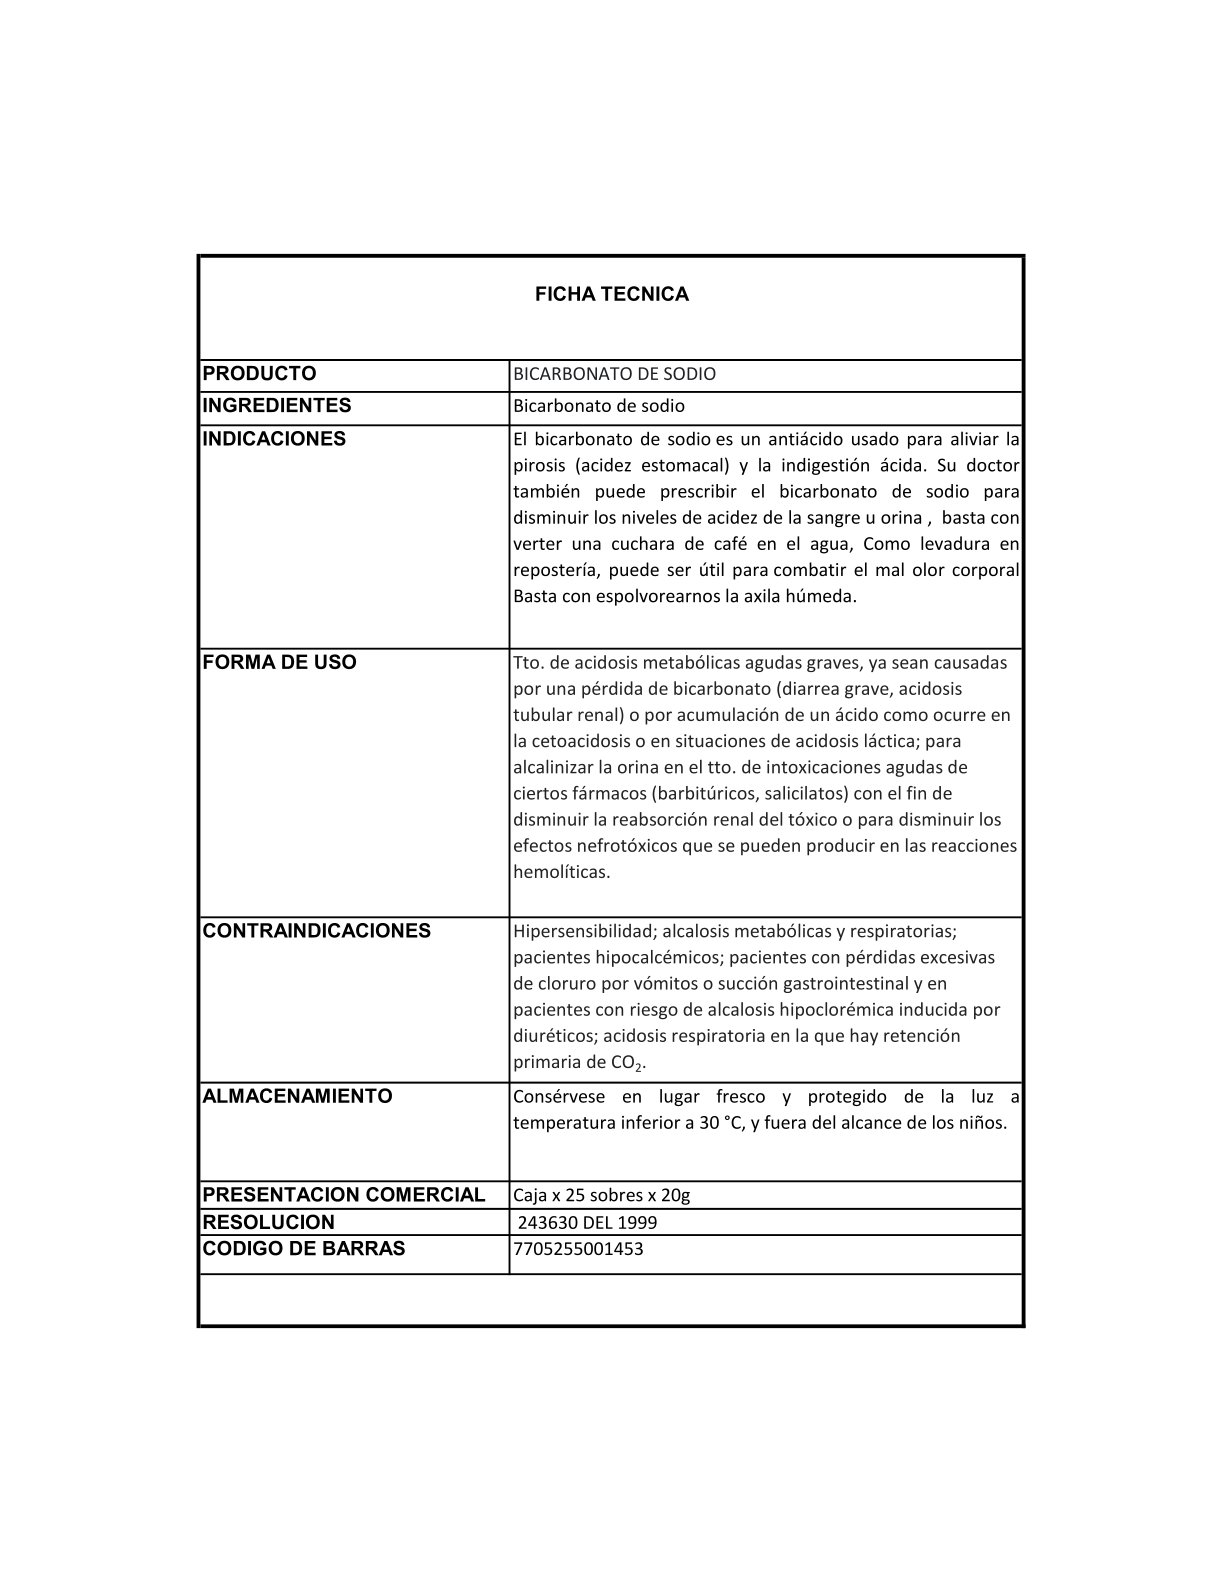 FICHA TECNICA
PRODUCTO BICARBONATO DE SODIO
INGREDIENTES Bicarbonato de sodio
INDICACIONES El bicarbonato de sodio es un antiácido usado para aliviar la
pirosis (acidez estomacal) y la indigestión ácida. Su doctor
también puede prescribir el bicarbonato de sodio para
disminuir los niveles de acidez de la sangre u orina , basta con
verter una cuchara de café en el agua, Como levadura en
repostería, puede ser útil para combatir el mal olor corporal
Basta con espolvorearnos la axila húmeda.
FORMA DE USO Tto. de acidosis metabólicas agudas graves, ya sean causadas
por una pérdida de bicarbonato (diarrea grave, acidosis
tubular renal) o por acumulación de un ácido como ocurre en
la cetoacidosis o en situaciones de acidosis láctica; para
alcalinizar la orina en el tto. de intoxicaciones agudas de
ciertos fármacos (barbitúricos, salicilatos) con el fin de
disminuir la reabsorción renal del tóxico o para disminuir los
efectos nefrotóxicos que se pueden producir en las reacciones
hemolíticas.
CONTRAINDICACIONES Hipersensibilidad; alcalosis metabólicas y respiratorias;
pacientes hipocalcémicos; pacientes con pérdidas excesivas
de cloruro por vómitos o succión gastrointestinal y en
pacientes con riesgo de alcalosis hipoclorémica inducida por
diuréticos; acidosis respiratoria en la que hay retención
primaria de CO₂.
ALMACENAMIENTO Consérvese en lugar fresco y protegido de la luz a
temperatura inferior a 30 °C, y fuera del alcance de los niños.
PRESENTACION COMERCIAL Caja x 25 sobres x 20g
RESOLUCION 243630 DEL 1999
CODIGO DE BARRAS 7705255001453